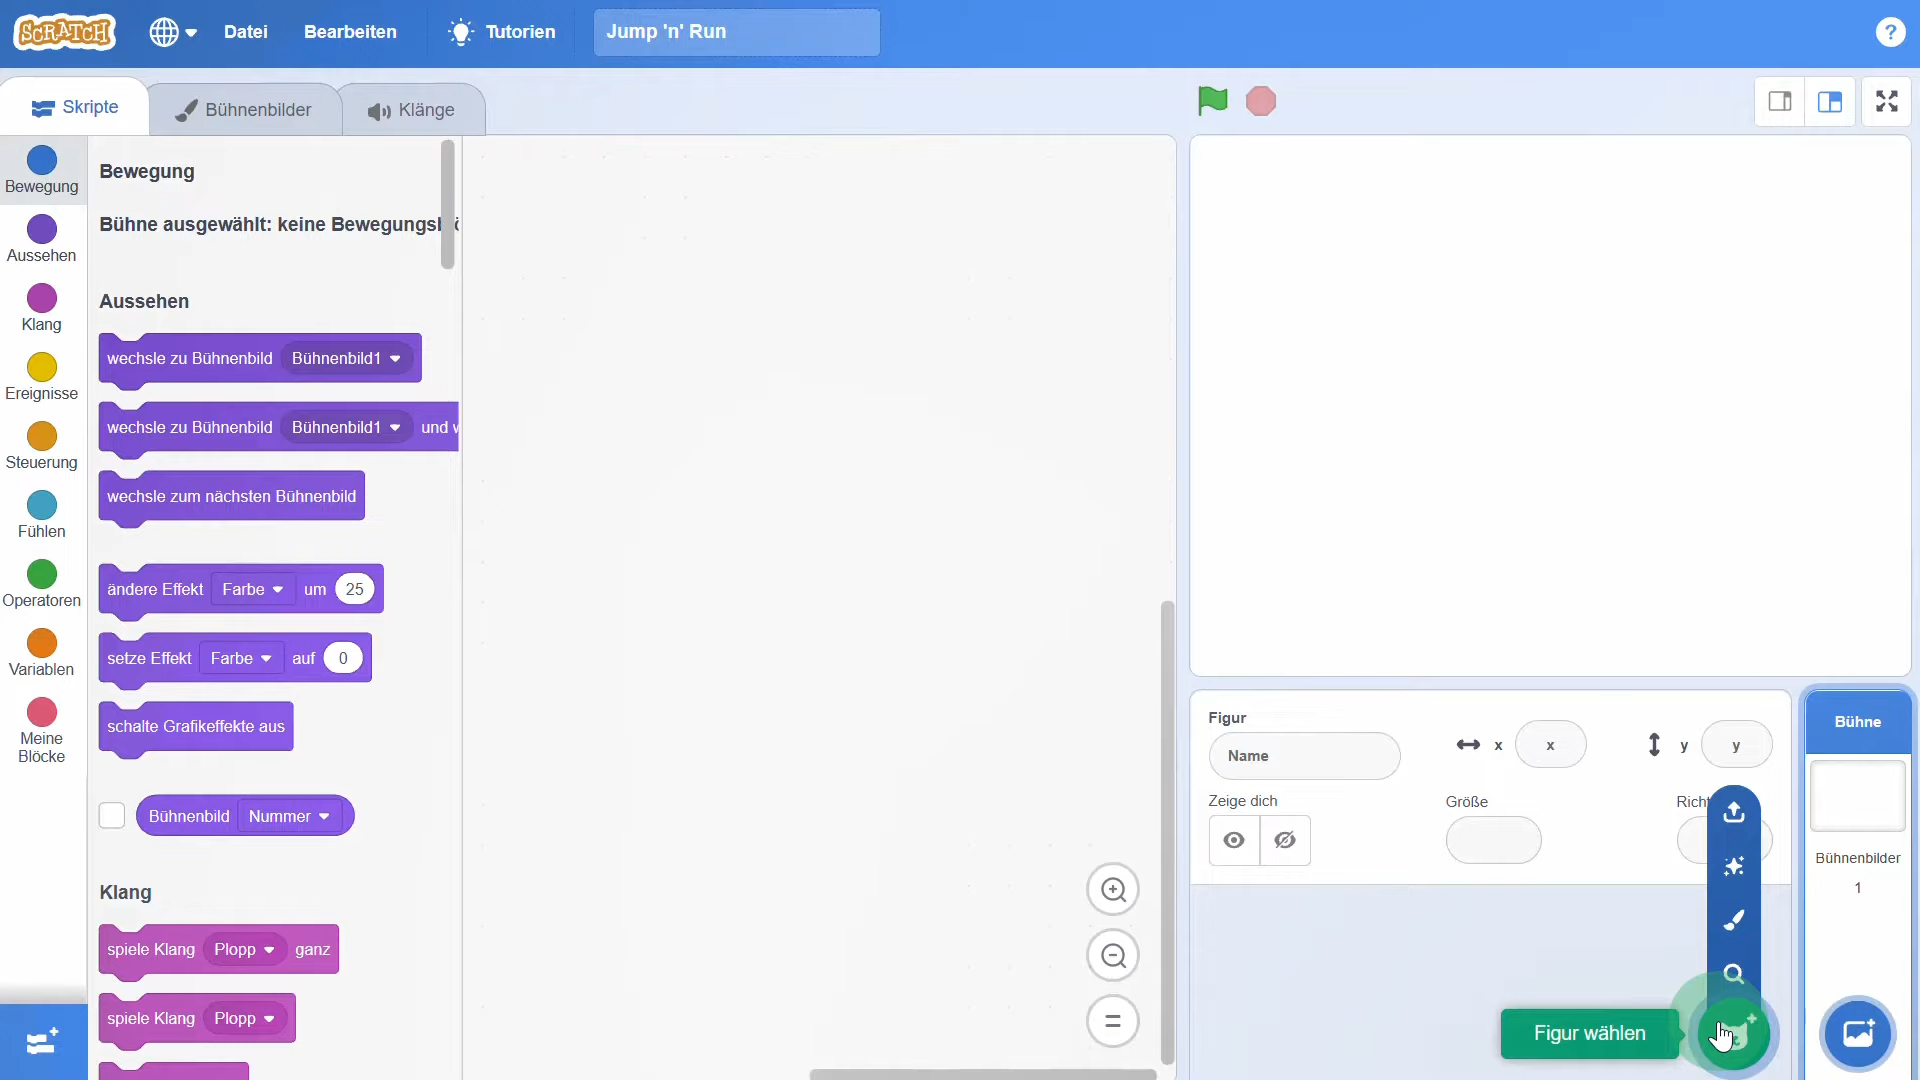 SCRATCH
Datei
Bearbeiten
Tutorien
Jump 'n' Run
?
Skripte
Bühnenbilder
Klänge
Bewegung
Aussehen
Klang
Ereignisse
Steuerung
Fühlen
Operatoren
Variablen
Meine
Blöcke
Bewegung
Bühne ausgewählt: keine
Aussehen
wechsle zu Bühnenbild Bühnenbild1
wechsle zu Bühnenbild Bühnenbild1 und
wechsle zum nächsten Bühnenbild
ändere Effekt Farbe um 25
setze Effekt Farbe auf 0
schalte Grafikeffekte aus
Bühnenbild Nummer
Klang
spiele Klang Plopp ganz
spiele Klang Plopp
Figur
Name
x x
y y
Zeige dich
Größe
Figur wählen
Bühne
Bühnenbilder
1